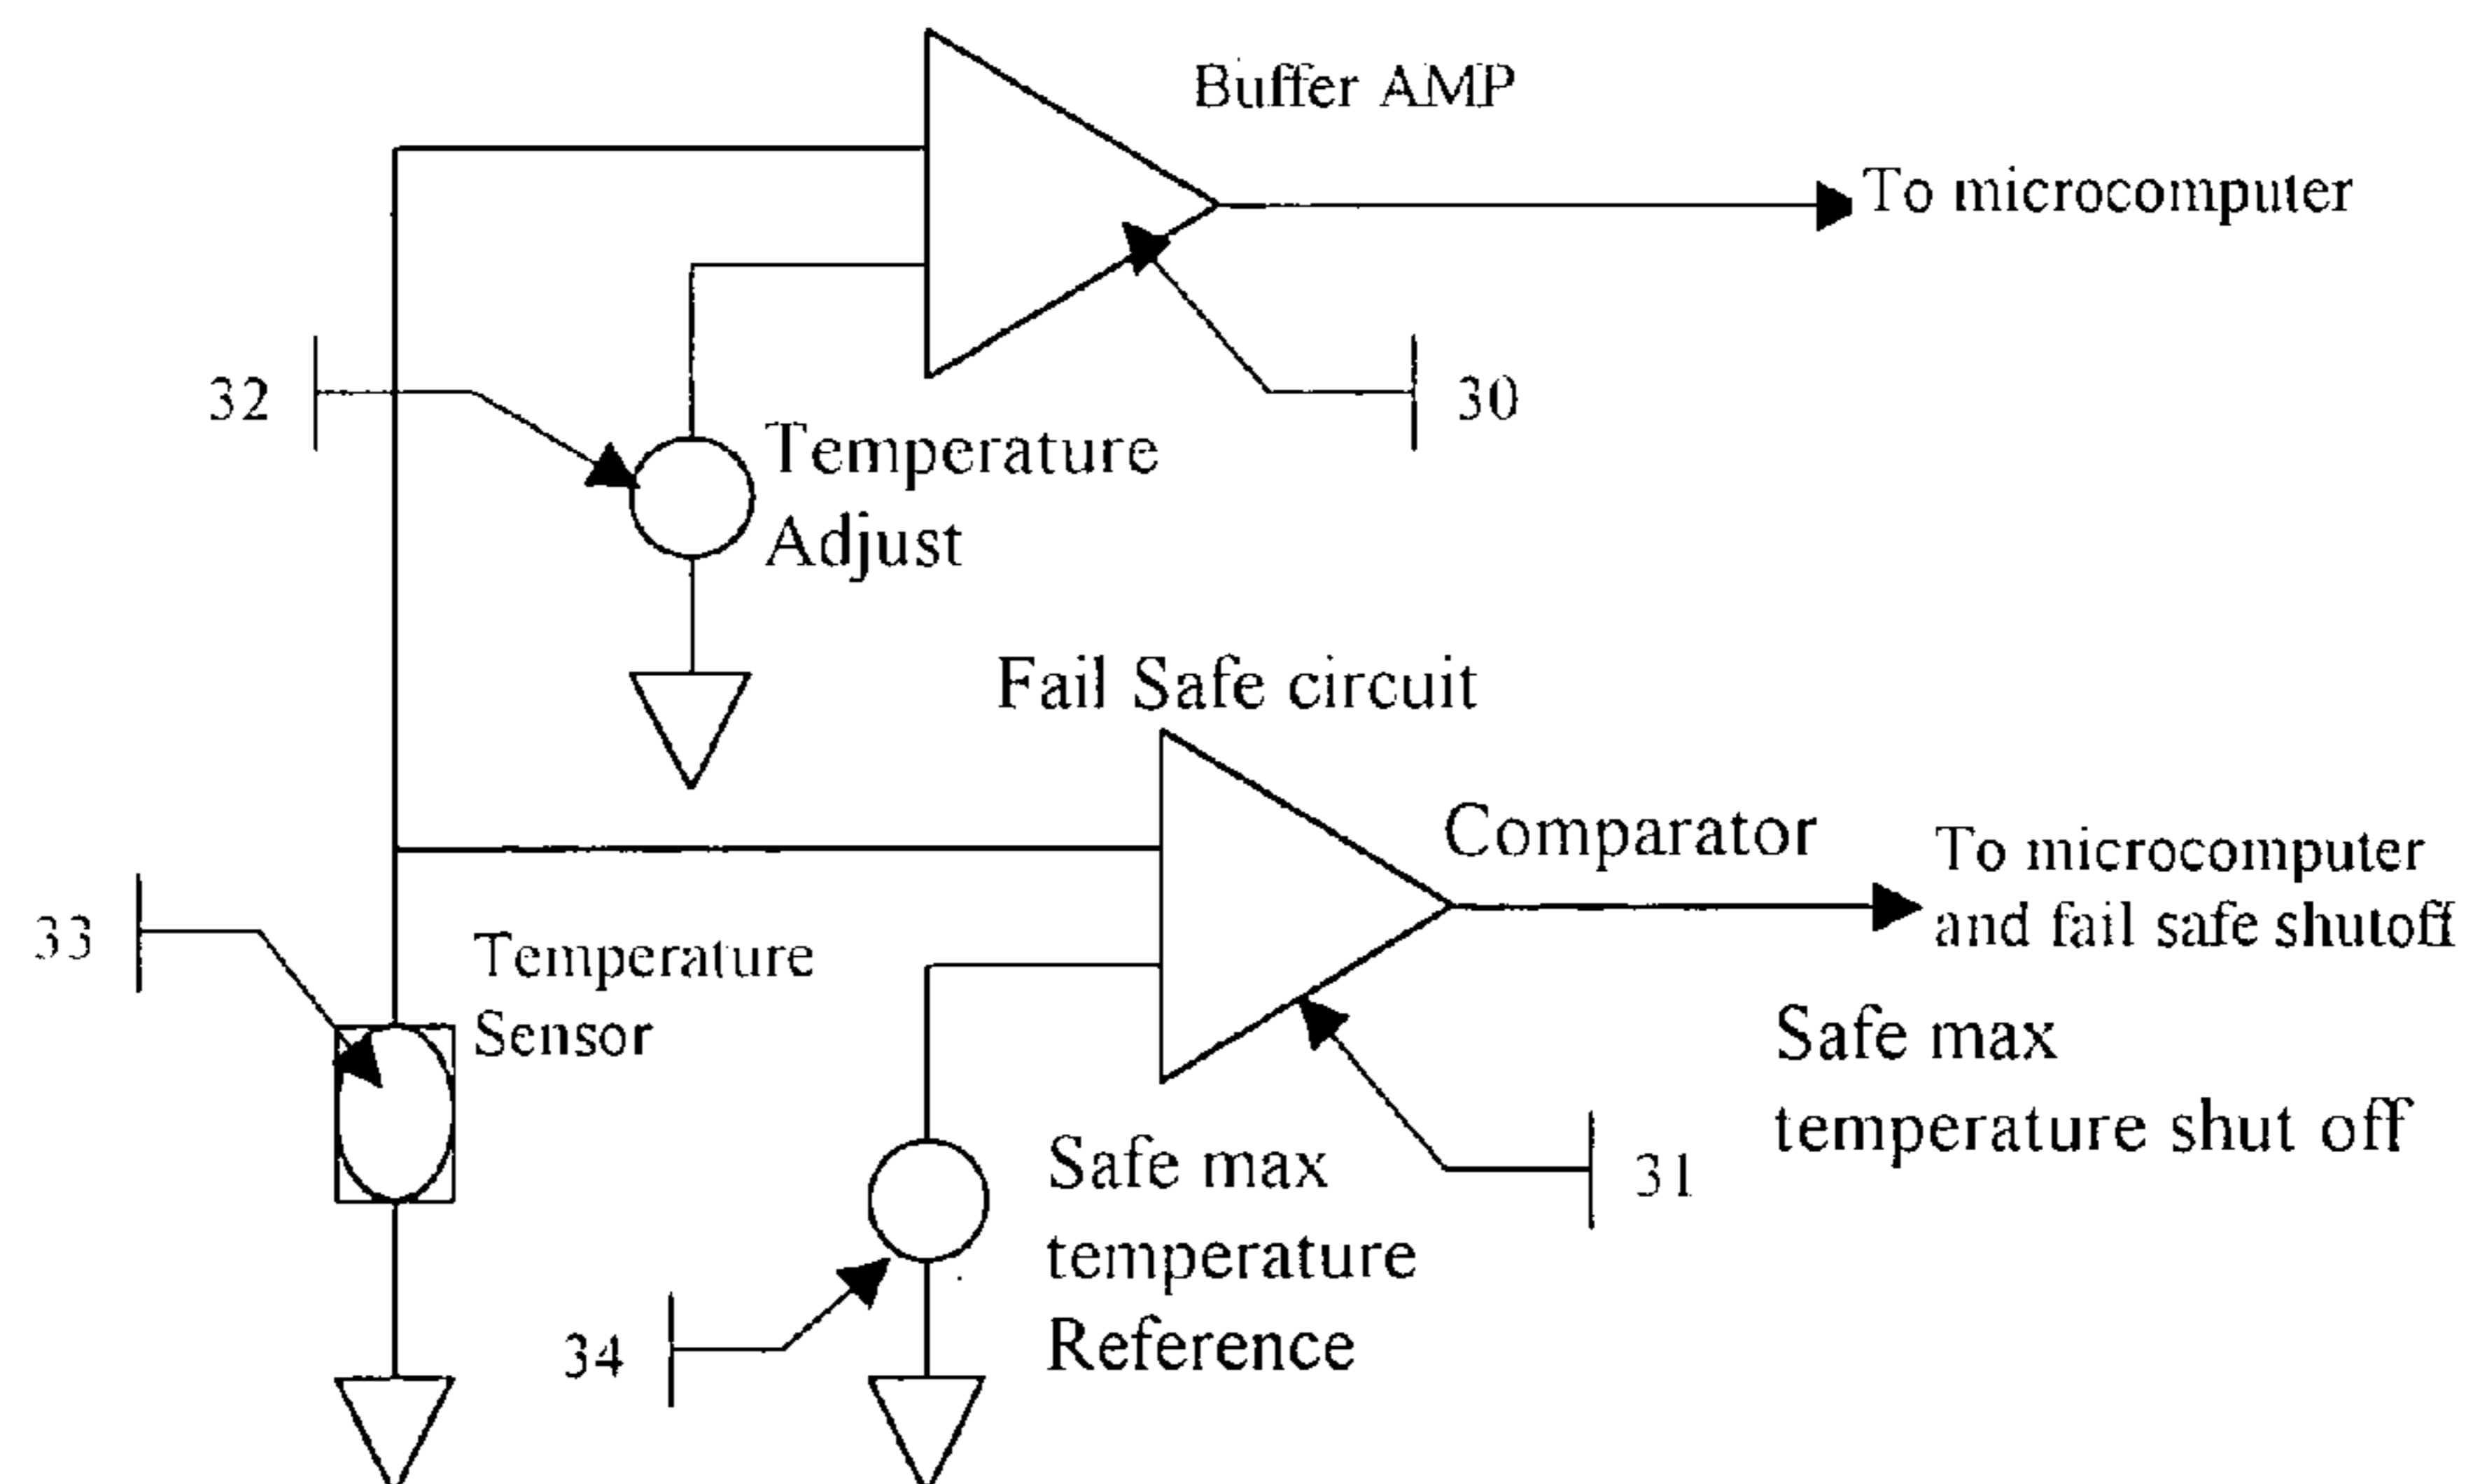 Buffer AMP
To microcomputer
32
30
Temperature
Adjust
Fail Safe circuit
Comparator
To microcomputer
and fail safe shutoff
33
Temperature
Sensor
Safe max
temperature shut off
Safe max
temperature
Reference
31
34